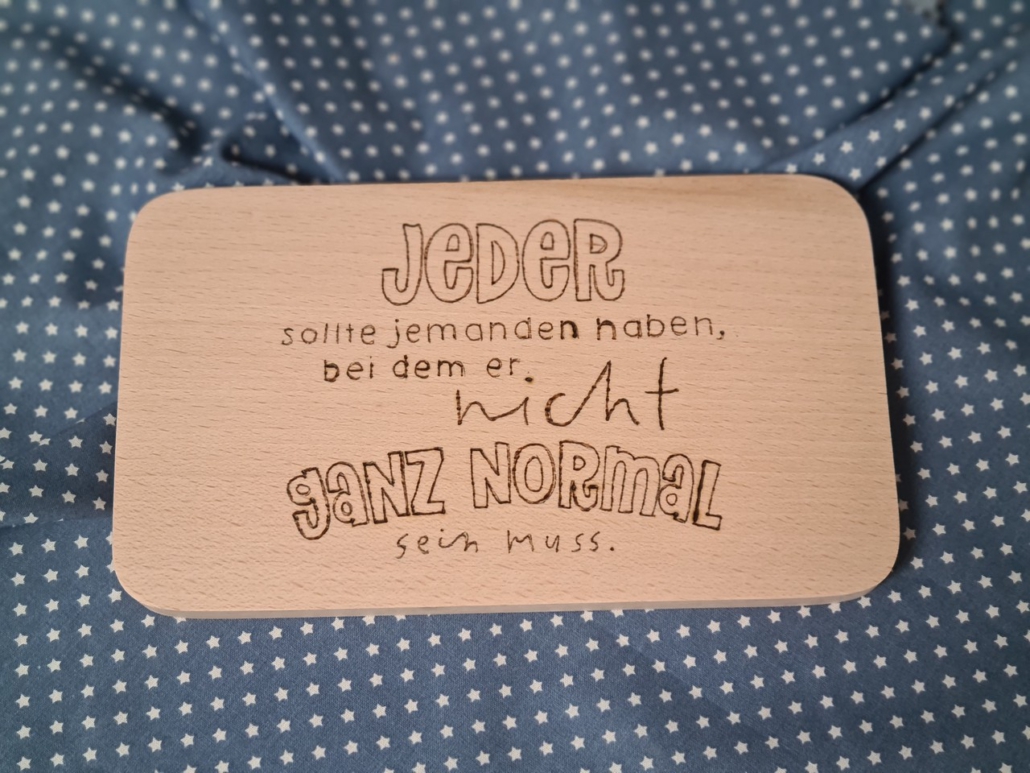 JEDER
sollte jemanden haben,
bei dem er
nicht
GANZ NORMAL
sein muss.